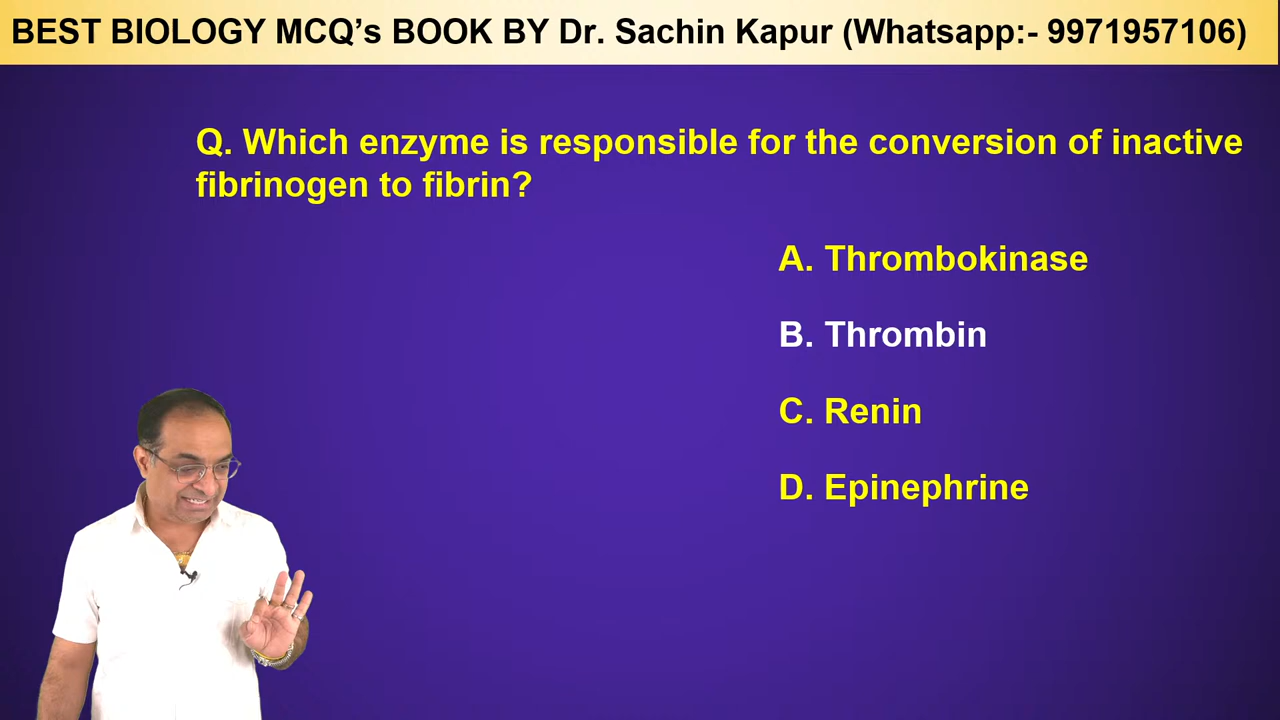 BEST BIOLOGY MCQ’s BOOK BY Dr. Sachin Kapur (Whatsapp:- 9971957106)
Q. Which enzyme is responsible for the conversion of inactive
fibrinogen to fibrin?
A. Thrombokinase
B. Thrombin
C. Renin
D. Epinephrine